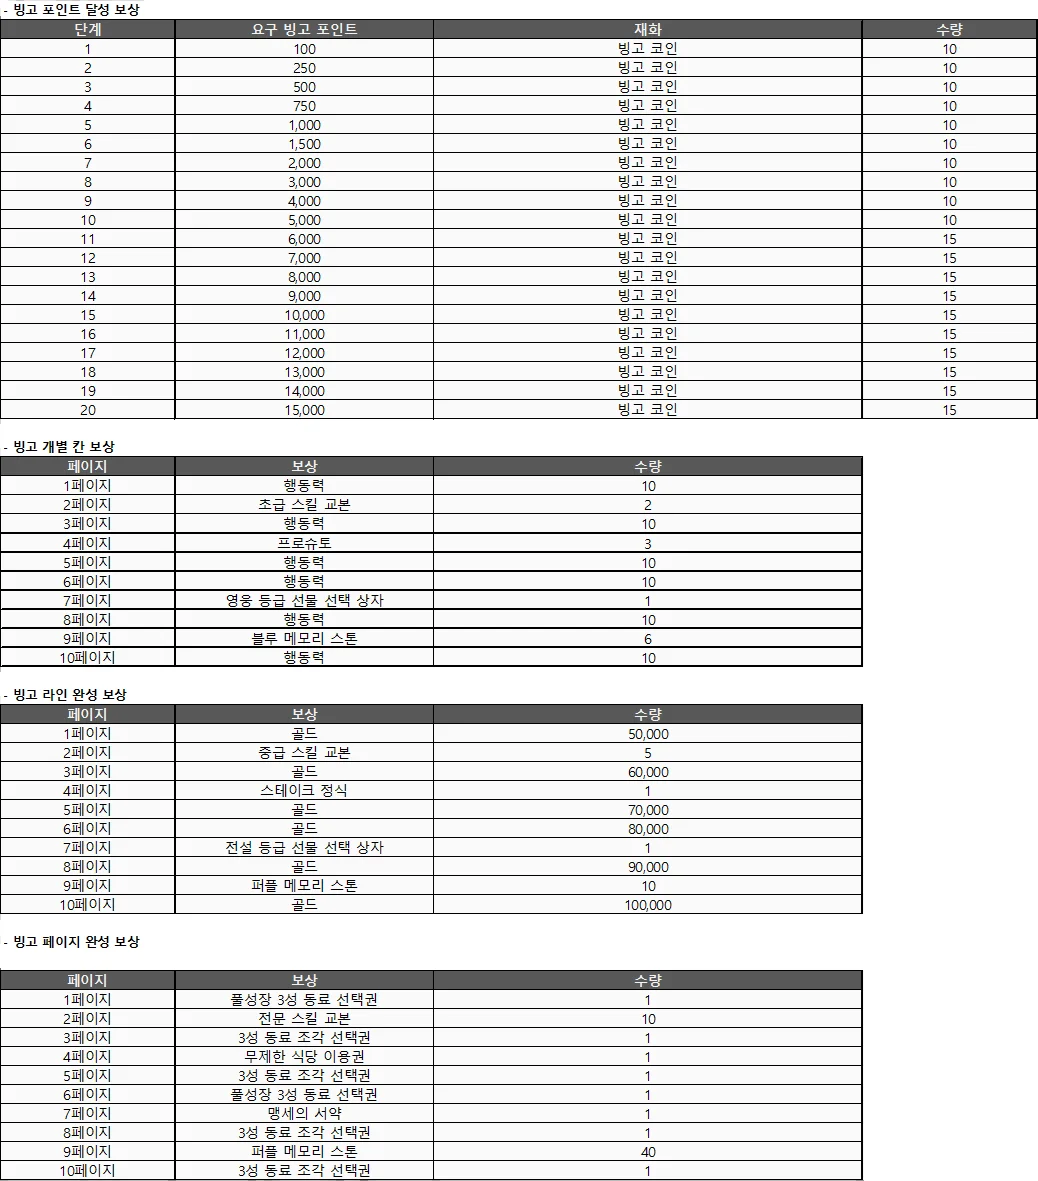 - 빙고 포인트 달성 보상
단계 요구 빙고 포인트 재화 수량
1 100 빙고 코인 10
2 250 빙고 코인 10
3 500 빙고 코인 10
4 750 빙고 코인 10
5 1,000 빙고 코인 10
6 1,500 빙고 코인 10
7 2,000 빙고 코인 10
8 3,000 빙고 코인 10
9 4,000 빙고 코인 10
10 5,000 빙고 코인 10
11 6,000 빙고 코인 15
12 7,000 빙고 코인 15
13 8,000 빙고 코인 15
14 9,000 빙고 코인 15
15 10,000 빙고 코인 15
16 11,000 빙고 코인 15
17 12,000 빙고 코인 15
18 13,000 빙고 코인 15
19 14,000 빙고 코인 15
20 15,000 빙고 코인 15
- 빙고 개별 칸 보상
페이지 보상 수량
1페이지 행동력 10
2페이지 초급 스킬 교본 2
3페이지 행동력 10
4페이지 프로슈토 3
5페이지 행동력 10
6페이지 행동력 10
7페이지 영웅 등급 선물 선택 상자 1
8페이지 행동력 10
9페이지 블루 메모리 스톤 6
10페이지 행동력 10
- 빙고 라인 완성 보상
페이지 보상 수량
1페이지 골드 50,000
2페이지 중급 스킬 교본 5
3페이지 골드 60,000
4페이지 스테이크 정식 1
5페이지 골드 70,000
6페이지 골드 80,000
7페이지 전설 등급 선물 선택 상자 1
8페이지 골드 90,000
9페이지 퍼플 메모리 스톤 10
10페이지 골드 100,000
- 빙고 페이지 완성 보상
페이지 보상 수량
1페이지 풀성장 3성 동료 선택권 1
2페이지 전문 스킬 교본 10
3페이지 3성 동료 조각 선택권 1
4페이지 무제한 식당 이용권 1
5페이지 3성 동료 조각 선택권 1
6페이지 풀성장 3성 동료 선택권 1
7페이지 맹세의 서약 1
8페이지 3성 동료 조각 선택권 1
9페이지 퍼플 메모리 스톤 40
10페이지 3성 동료 조각 선택권 1